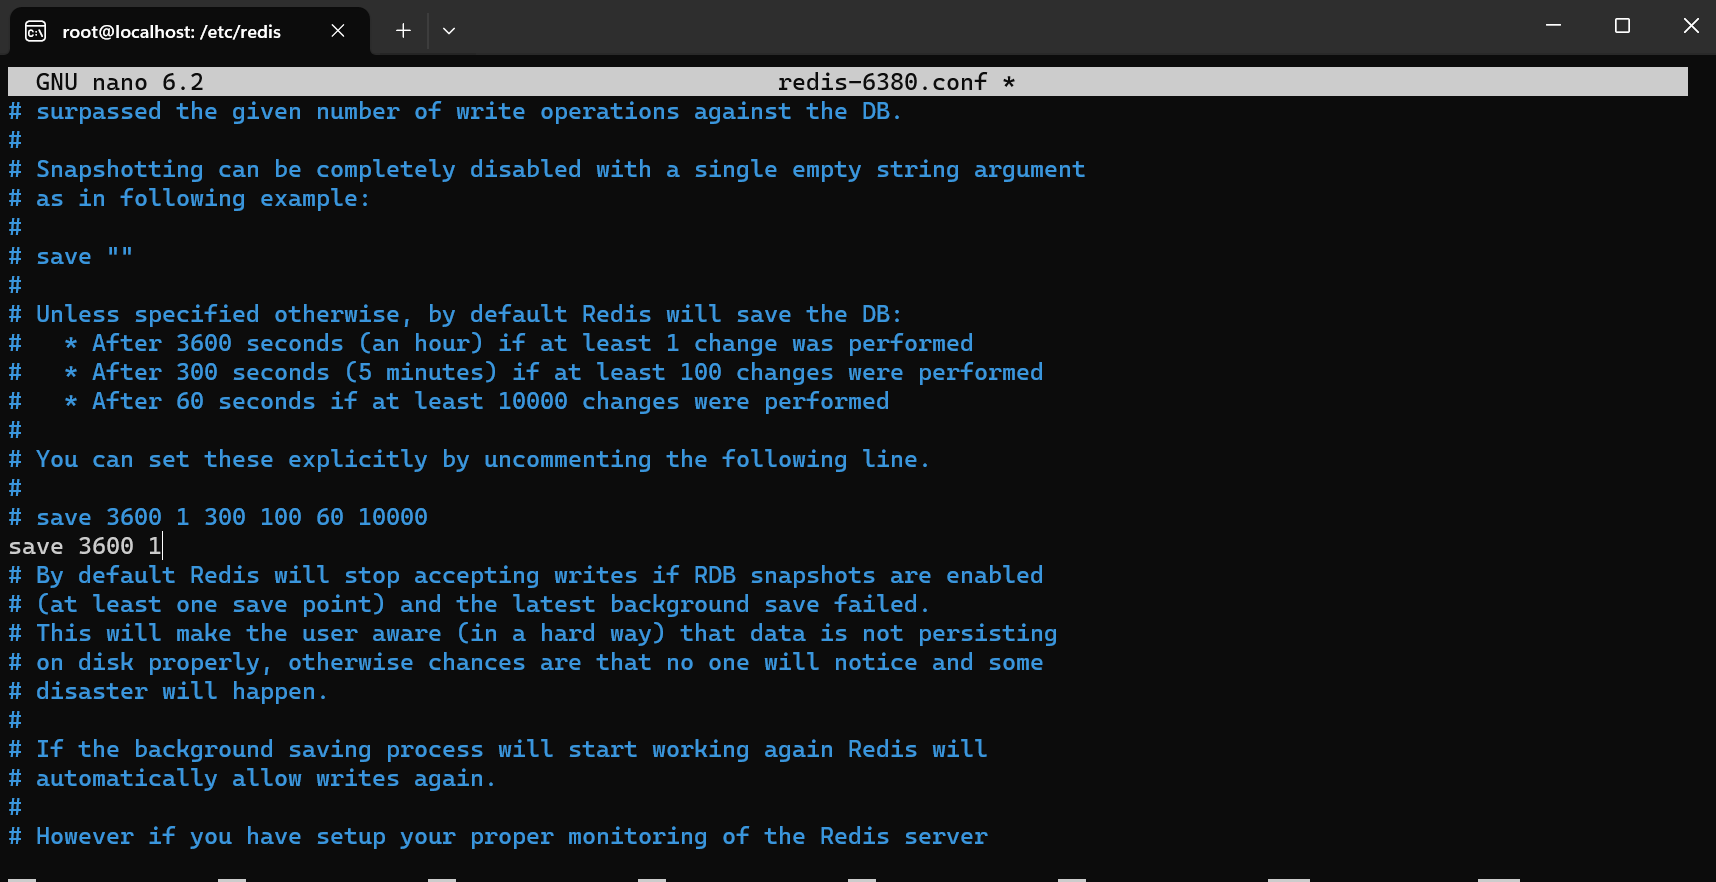 root@localhost: /etc/redis
GNU nano 6.2 redis-6380.conf *
# surpassed the given number of write operations against the DB.
#
# Snapshotting can be completely disabled with a single empty string argument
# as in following example:
#
# save ""
#
# Unless specified otherwise, by default Redis will save the DB:
#   * After 3600 seconds (an hour) if at least 1 change was performed
#   * After 300 seconds (5 minutes) if at least 100 changes were performed
#   * After 60 seconds if at least 10000 changes were performed
#
# You can set these explicitly by uncommenting the following line.
#
# save 3600 1 300 100 60 10000
save 3600 1
# By default Redis will stop accepting writes if RDB snapshots are enabled
# (at least one save point) and the latest background save failed.
# This will make the user aware (in a hard way) that data is not persisting
# on disk properly, otherwise chances are that no one will notice and some
# disaster will happen.
#
# If the background saving process will start working again Redis will
# automatically allow writes again.
#
# However if you have setup your proper monitoring of the Redis server